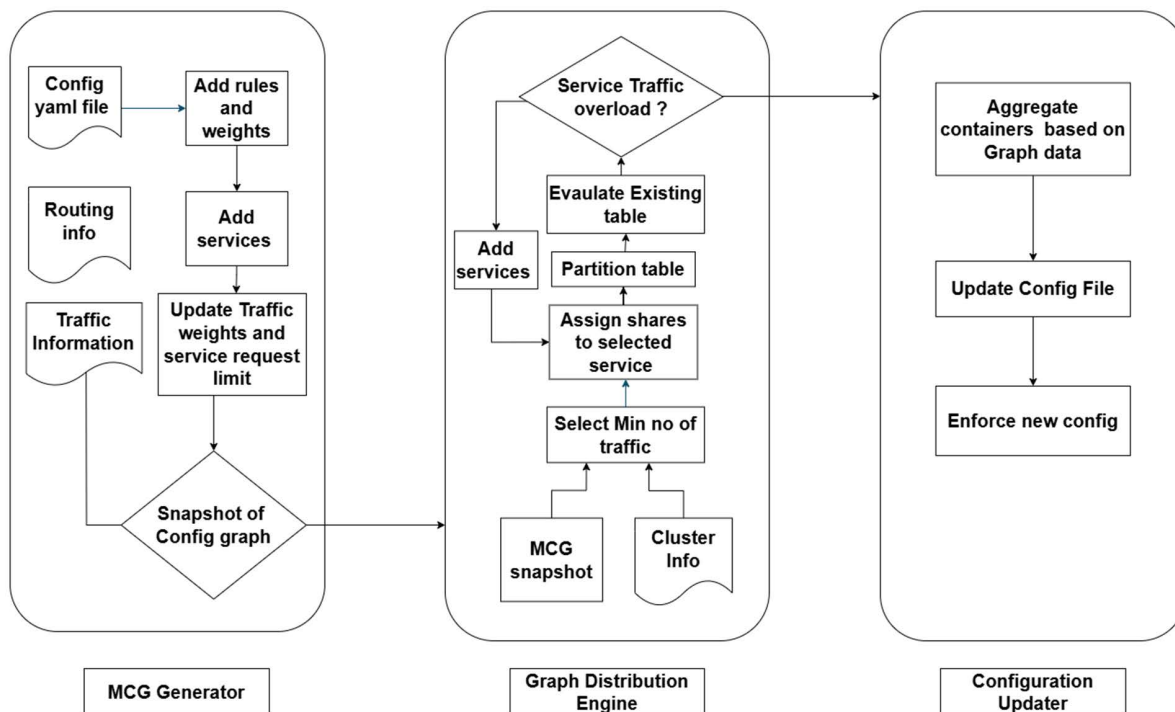 Config
yaml file
Add rules
and
weights
Routing
info
Add
services
Traffic
Information
Update Traffic
weights and
service request
limit
Snapshot of
Config graph
MCG Generator
Service Traffic
overload ?
Evaulate Existing
table
Add
services
Partition table
Assign shares
to selected
service
Select Min no of
traffic
MCG
snapshot
Cluster
Info
Graph Distribution
Engine
Aggregate
containers based on
Graph data
Update Config File
Enforce new config
Configuration
Updater